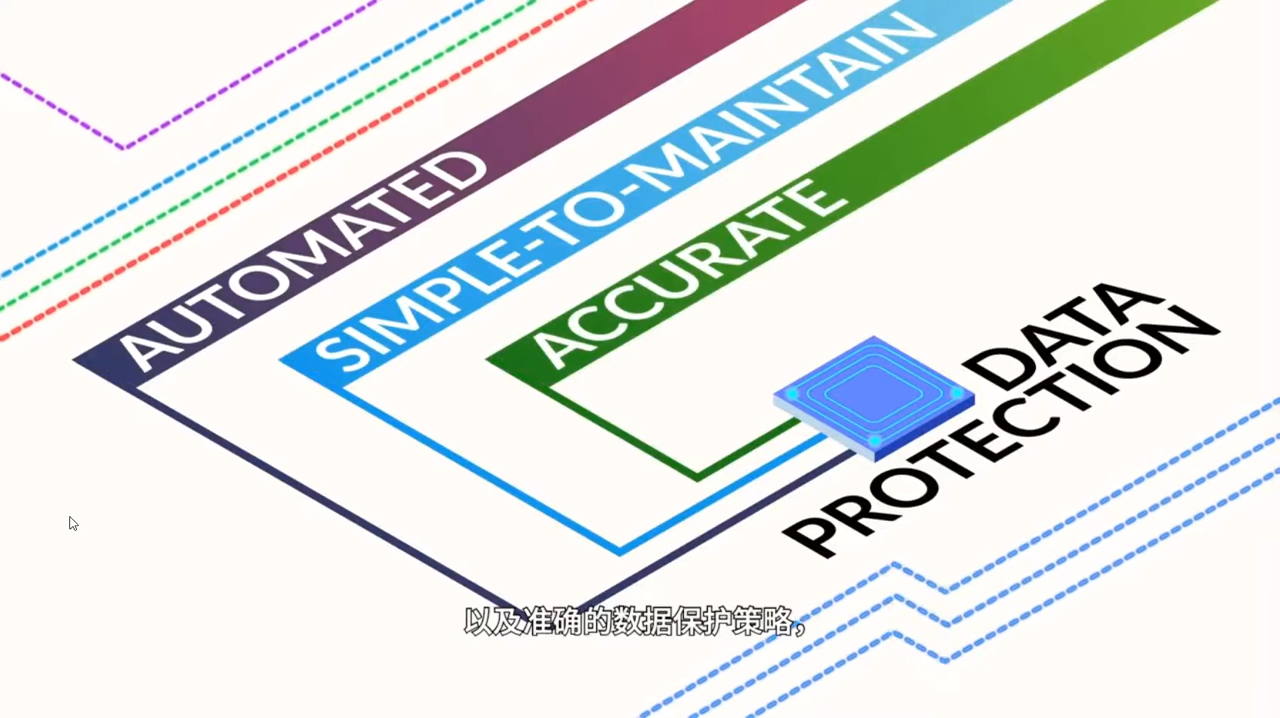 AUTOMATED
SIMPLE-TO-MAINTAIN
ACCURATE
DATA
PROTECTION
以及准确的数据保护策略，